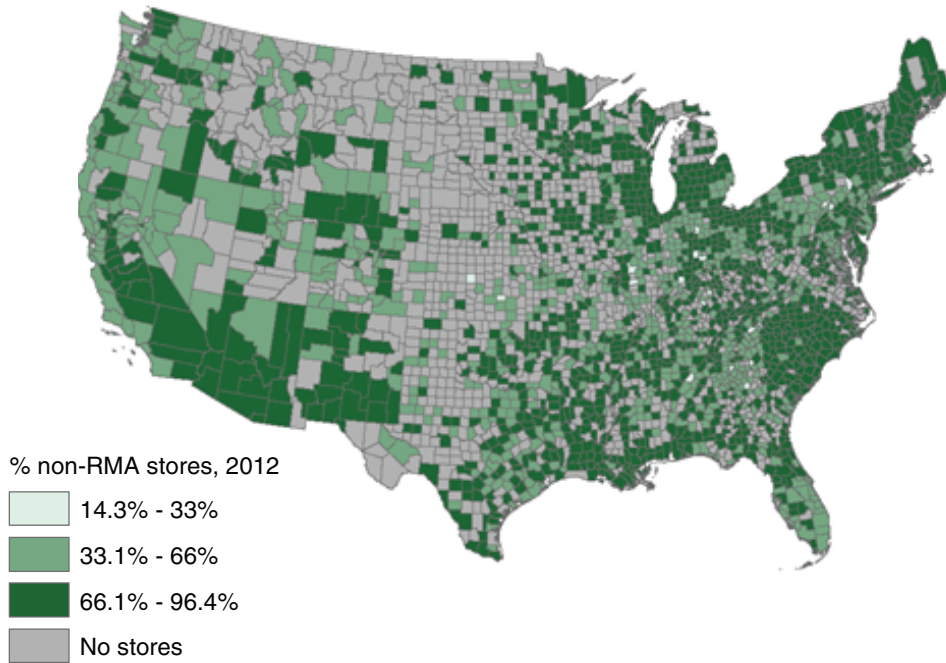 % non-RMA stores, 2012
14.3% - 33%
33.1% - 66%
66.1% - 96.4%
No stores